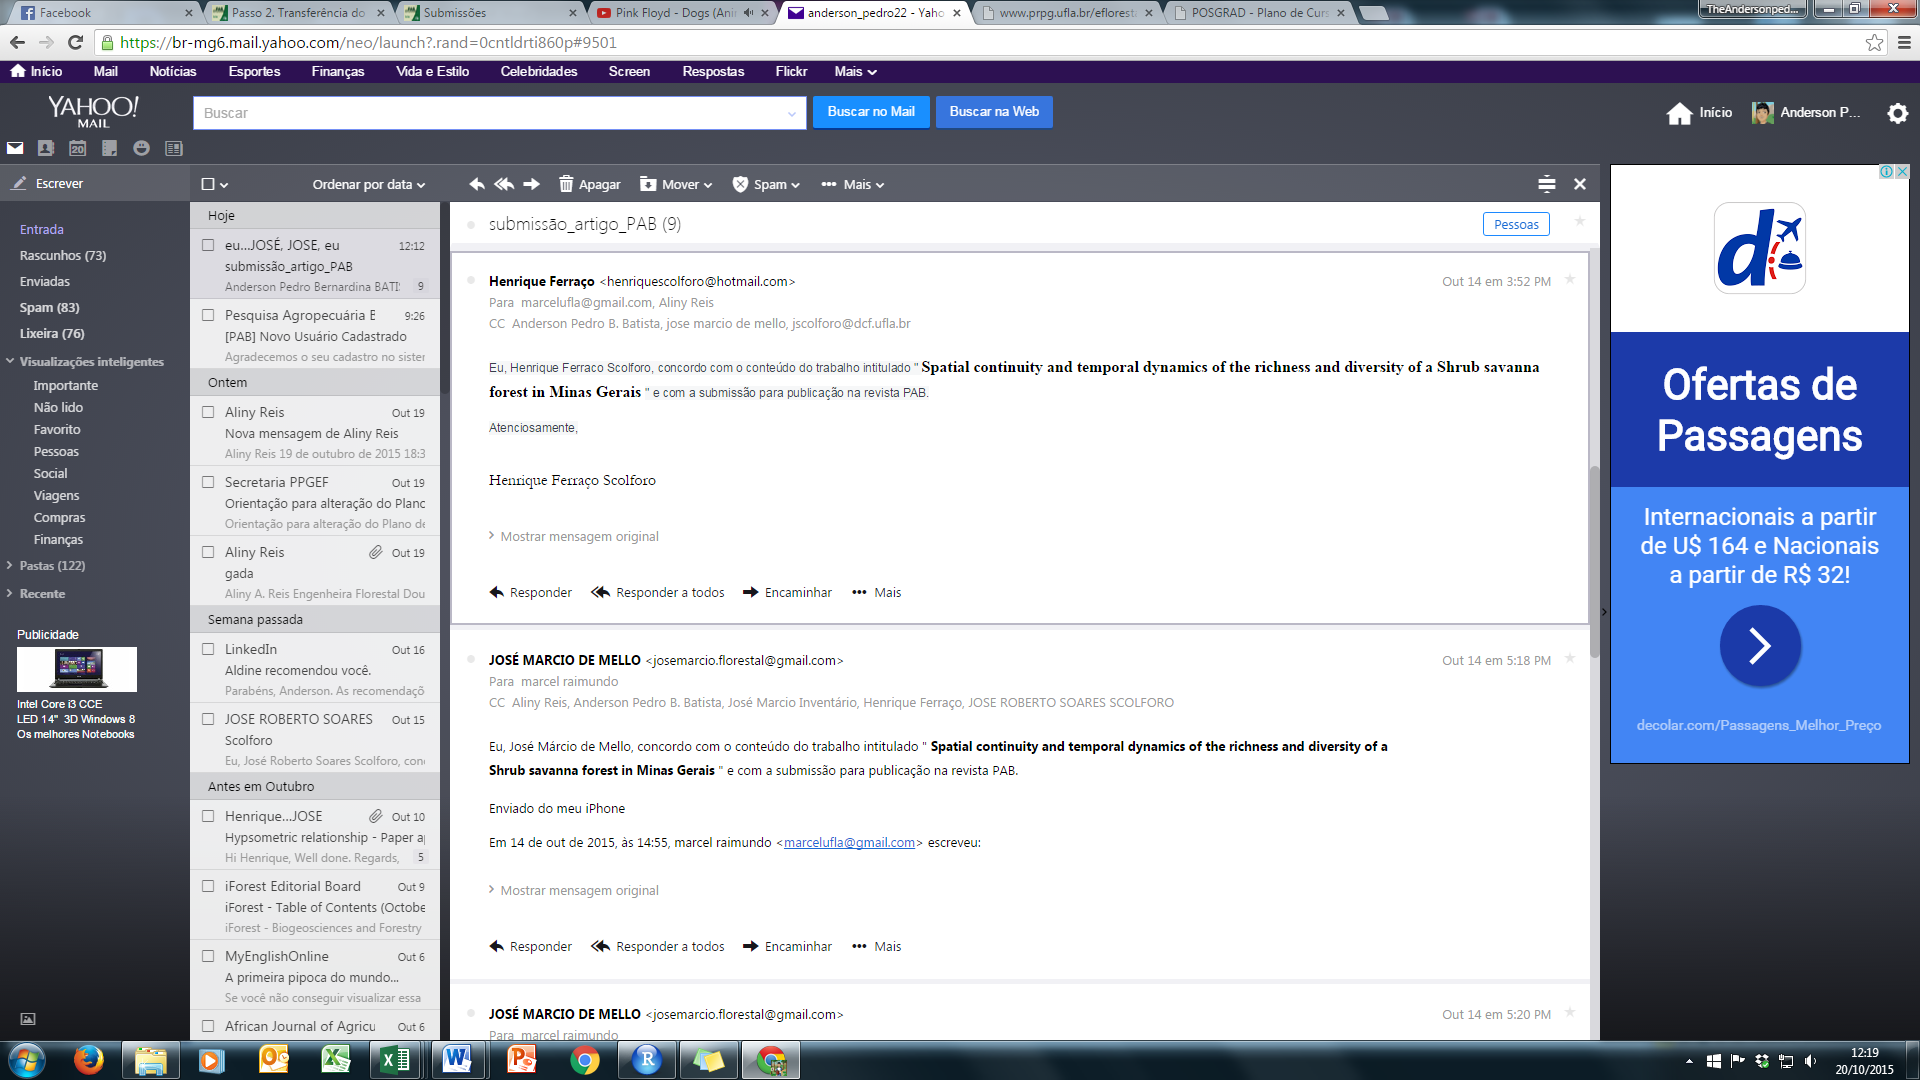 Facebook
Passo 2. Transferência do
Submissões
Pink Floyd - Dogs (Anim
anderson_pedro22 - Yaho
www.prpg.ufla.br/eflorest
POSGRAD - Plano de Curs
TheAndersonped...
https://br-mg6.mail.yahoo.com/neo/launch?.rand=0cntldrti860p#9501
Início Mail Notícias Esportes Finanças Vida e Estilo Celebridades Screen Respostas Flickr Mais
YAHOO!
MAIL
Buscar
Buscar no Mail
Buscar na Web
Início
Anderson P...
20
Escrever
Ordenar por data
Apagar Mover Spam Mais
Entrada
Rascunhos (73)
Enviadas
Spam (83)
Lixeira (76)
Visualizações inteligentes
Importante
Não lido
Favorito
Pessoas
Social
Viagens
Compras
Finanças
Pastas (122)
Recente
Publicidade
Intel Core i3 CCE
LED 14" 3D Windows 8
Os melhores Notebooks
Hoje
eu...JOSÉ, JOSE, eu 12:12
submissão_artigo_PAB
Anderson Pedro Bernardina BATIS 9
Pesquisa Agropecuária B 9:26
[PAB] Novo Usuário Cadastrado
Agradecemos o seu cadastro no sister
Ontem
Aliny Reis Out 19
Nova mensagem de Aliny Reis
Aliny Reis 19 de outubro de 2015 18:3
Secretaria PPGEF Out 19
Orientação para alteração do Plano
Orientação para alteração do Plano de
Aliny Reis Out 19
gada
Aliny A. Reis Engenheira Florestal Dou
Semana passada
LinkedIn Out 16
Aldine recomendou você.
Parabéns, Anderson. As recomendaçõ
JOSE ROBERTO SOARES Out 15
Scolforo
Eu, José Roberto Soares Scolforo, conc
Antes em Outubro
Henrique...JOSE Out 10
Hypsometric relationship - Paper ap
Hi Henrique, Well done. Regards, 5
iForest Editorial Board Out 9
iForest - Table of Contents (Octobe
iForest - Biogeosciences and Forestry
MyEnglishOnline Out 6
A primeira pipoca do mundo...
Se você não conseguir visualizar essa
African Journal of Agricu Out 6
submissão_artigo_PAB (9)
Pessoas
Henrique Ferraço <henriquescolforo@hotmail.com> Out 14 em 3:52 PM
Para marcelufla@gmail.com, Aliny Reis
CC Anderson Pedro B. Batista, jose marcio de mello, jscolforo@dcf.ufla.br
Eu, Henrique Ferraco Scolforo, concordo com o conteúdo do trabalho intitulado " Spatial continuity and temporal dynamics of the richness and diversity of a Shrub savanna
forest in Minas Gerais " e com a submissão para publicação na revista PAB.
Atenciosamente,
Henrique Ferraço Scolforo
Mostrar mensagem original
Responder Responder a todos Encaminhar Mais
JOSÉ MARCIO DE MELLO <josemarcio.florestal@gmail.com> Out 14 em 5:18 PM
Para marcel raimundo
CC Aliny Reis, Anderson Pedro B. Batista, José Marcio Inventário, Henrique Ferraço, JOSE ROBERTO SOARES SCOLFORO
Eu, José Márcio de Mello, concordo com o conteúdo do trabalho intitulado " Spatial continuity and temporal dynamics of the richness and diversity of a
Shrub savanna forest in Minas Gerais " e com a submissão para publicação na revista PAB.
Enviado do meu iPhone
Em 14 de out de 2015, às 14:55, marcel raimundo <marcelufla@gmail.com> escreveu:
Mostrar mensagem original
Responder Responder a todos Encaminhar Mais
JOSÉ MARCIO DE MELLO <josemarcio.florestal@gmail.com> Out 14 em 5:20 PM
Para marcel raimundo
d
Ofertas de
Passagens
Internacionais a partir
de U$ 164 e Nacionais
a partir de R$ 32!
decolar.com/Passagens_Melhor_Preço
12:19
20/10/2015